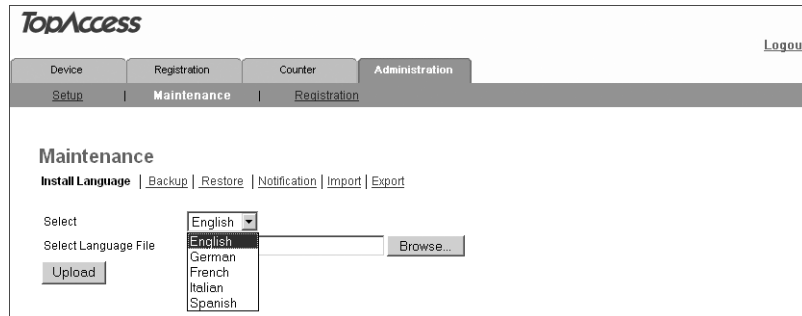 TopAccess
Logou
Device Registration Counter Administration
Setup | Maintenance | Registration
Maintenance
Install Language | Backup | Restore | Notification | Import | Export
Select English
Select Language File Browse...
English
German
French
Italian
Spanish
Upload